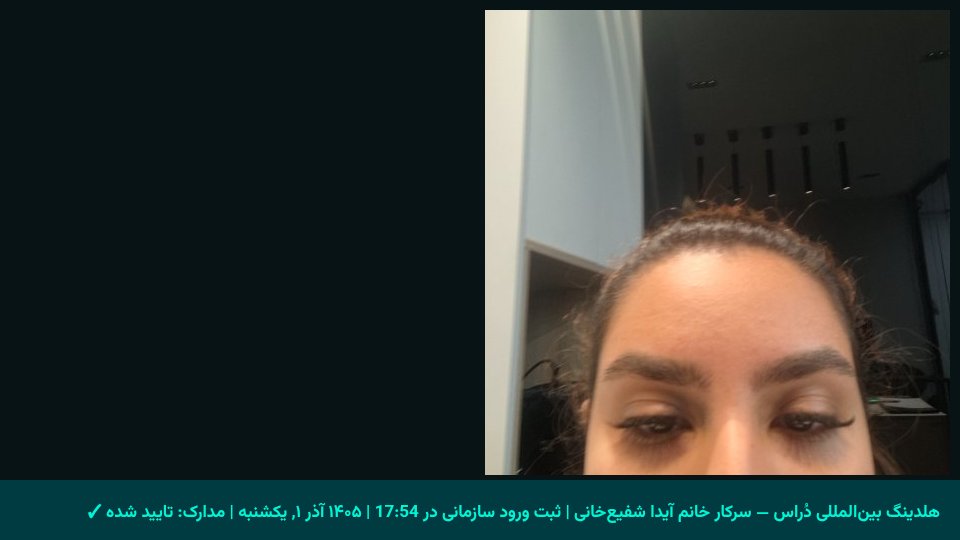 هلدینگ بین‌المللی دُراس — سرکار خانم آیدا شفیع‌خانی | ثبت ورود سازمانی در 17:54 | ۱۴۰۵ آذر ۱, یکشنبه | مدارک: تایید شده ✓